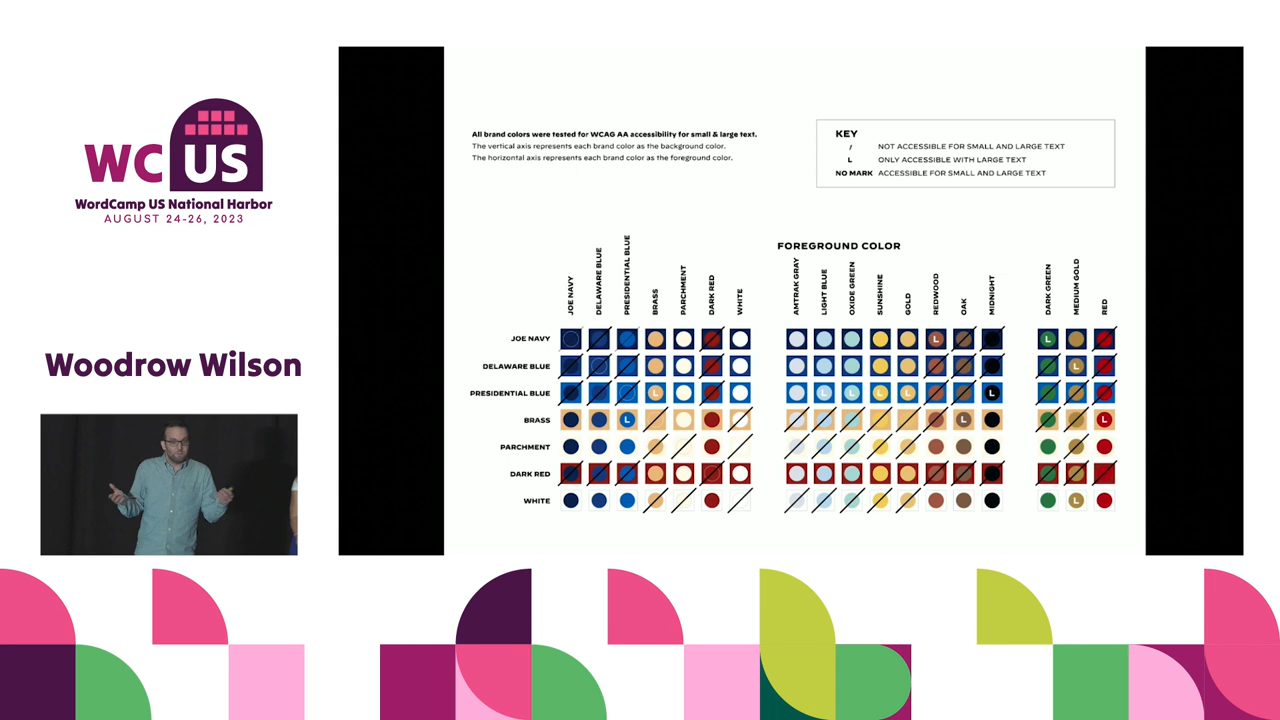 WC US
WordCamp US National Harbor
AUGUST 24-26, 2023
Woodrow Wilson
All brand colors were tested for WCAG AA accessibility for small & large text.
The vertical axis represents each brand color as the background color.
The horizontal axis represents each brand color as the foreground color.
KEY
/ NOT ACCESSIBLE FOR SMALL AND LARGE TEXT
L ONLY ACCESSIBLE WITH LARGE TEXT
NO MARK ACCESSIBLE FOR SMALL AND LARGE TEXT
FOREGROUND COLOR
JOE NAVY
DELAWARE BLUE
PRESIDENTIAL BLUE
BRASS
PARCHMENT
DARK RED
WHITE
AMTRAK GRAY
LIGHT BLUE
OXIDE GREEN
SUNSHINE
GOLD
REDWOOD
OAK
MIDNIGHT
DARK GREEN
MEDIUM GOLD
RED
JOE NAVY L L
DELAWARE BLUE L
PRESIDENTIAL BLUE L L L L L L
BRASS L L L
PARCHMENT
DARK RED
WHITE L